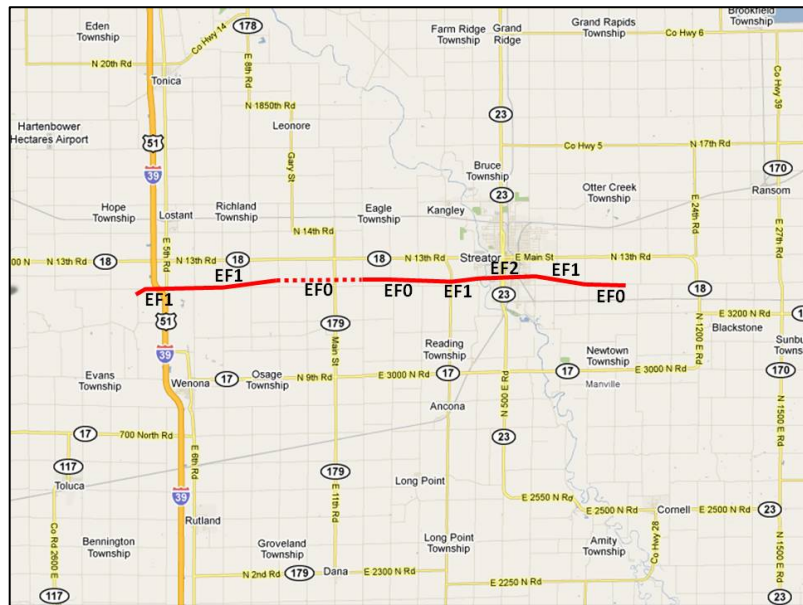 Brookfield
Township
Eden
Township
Co Hwy 14
178
Farm Ridge
Township
Grand
Ridge
Grand Rapids
Township
Co Hwy 6
N 20th Rd
Tonica
E 8th Rd
N 1850th Rd
Co Hwy 39
Hartenbower
Hectares Airport
51
39
Leonore
Gary St
23
Co Hwy 5
N 17th Rd
170
Bruce
Township
23
Ransom
Hope
Township
Lostant
Richland
Township
Eagle
Township
Kangley
Otter Creek
Township
E 24th Rd
E 27th Rd
E 5th Rd
N 14th Rd
00 N
18
N 13th Rd
N 13th Rd
18
18
N 13th Rd
Streator
E Main St
N 13th Rd
EF1
EF1
EF0
EF0
EF1
EF2
EF1
EF0
18
51
23
179
Main St
N 1200 E Rd
E 3200 N Rd
18
Blackstone
Reading
Township
Newtown
Township
Sunbu
Towns
39
Evans
Township
Wenona
17
Osage
Township
N 9th Rd
17
E 3000 N Rd
17
Manville
E 3000 N Rd
170
N 500 E Rd
Ancona
17
700 North Rd
117
Toluca
E 6th Rd
23
N 1500 E Rd
179
39
Long Point
E 11th Rd
E 2550 N Rd
E 2500 N Rd
Cornell
E 2500 N Rd
23
Rutland
Co Rd 2600 E
Bennington
Township
Groveland
Township
Long Point
Township
Amity
Township
Co Hwy 28
N 1500 E Rd
N 2nd Rd
179
Dana
E 2300 N Rd
E 2250 N Rd
117
23